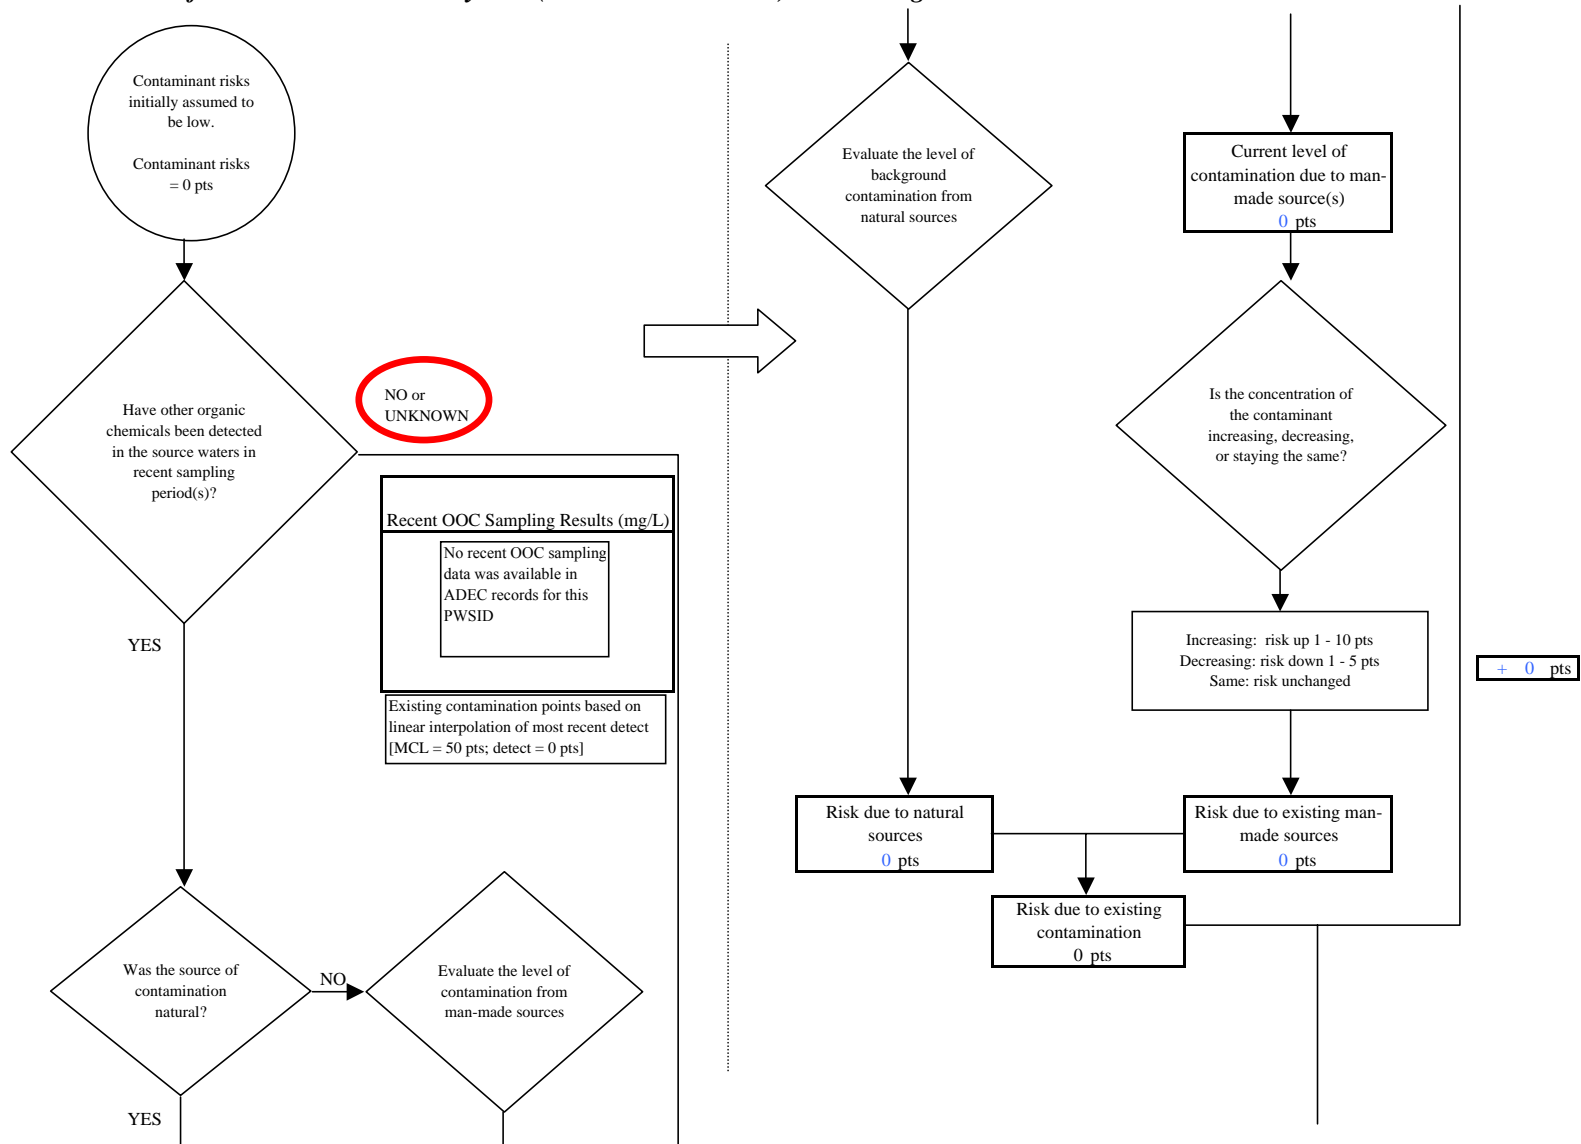 Contaminant risks
initially assumed to
be low.
Contaminant risks
= 0 pts
Have other organic
chemicals been detected
in the source waters in
recent sampling
period(s)?
NO or
UNKNOWN
Recent OOC Sampling Results (mg/L)
No recent OOC sampling
data was available in
ADEC records for this
PWSID
Existing contamination points based on
linear interpolation of most recent detect
[MCL = 50 pts; detect = 0 pts]
YES
Was the source of
contamination
natural?
NO
Evaluate the level of
contamination from
man-made sources
YES
Evaluate the level of
background
contamination from
natural sources
Current level of
contamination due to man-
made source(s)
0 pts
Is the concentration of
the contaminant
increasing, decreasing,
or staying the same?
Increasing: risk up 1 - 10 pts
Decreasing: risk down 1 - 5 pts
Same: risk unchanged
+ 0 pts
Risk due to natural
sources
0 pts
Risk due to existing man-
made sources
0 pts
Risk due to existing
contamination
0 pts